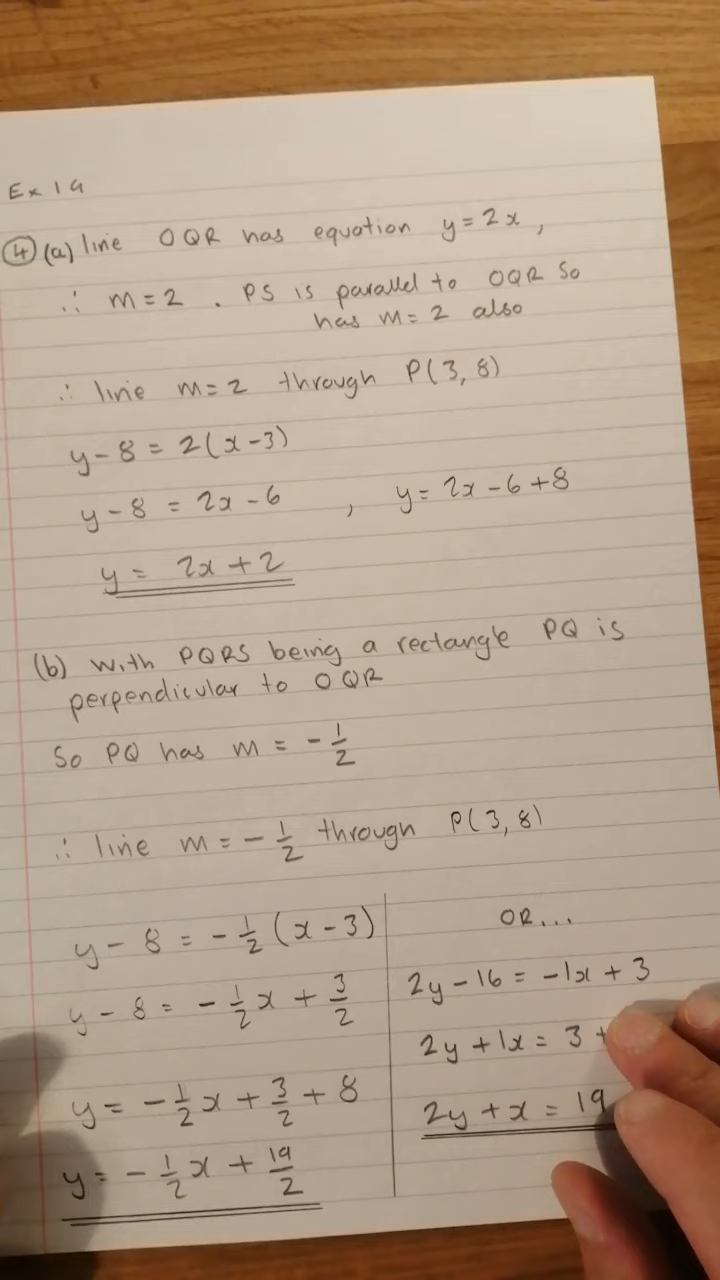 Ex 1G
④ (a) line OQR has equation y = 2x,
∴ m = 2 . PS is parallel to OQR so
has m = 2 also
∴ line m = 2 through P(3, 8)
y - 8 = 2(x - 3)
y - 8 = 2x - 6 , y = 2x - 6 + 8
y = 2x + 2
(b) with PQRS being a rectangle PQ is
perpendicular to OQR
So PQ has m = -1/2
∴ line m = -1/2 through P(3, 8)
y - 8 = -1/2 (x - 3)
y - 8 = -1/2 x + 3/2
y = -1/2 x + 3/2 + 8
y = -1/2 x + 19/2
OR...
2y - 16 = -1x + 3
2y + 1x = 3 +
2y + x = 19